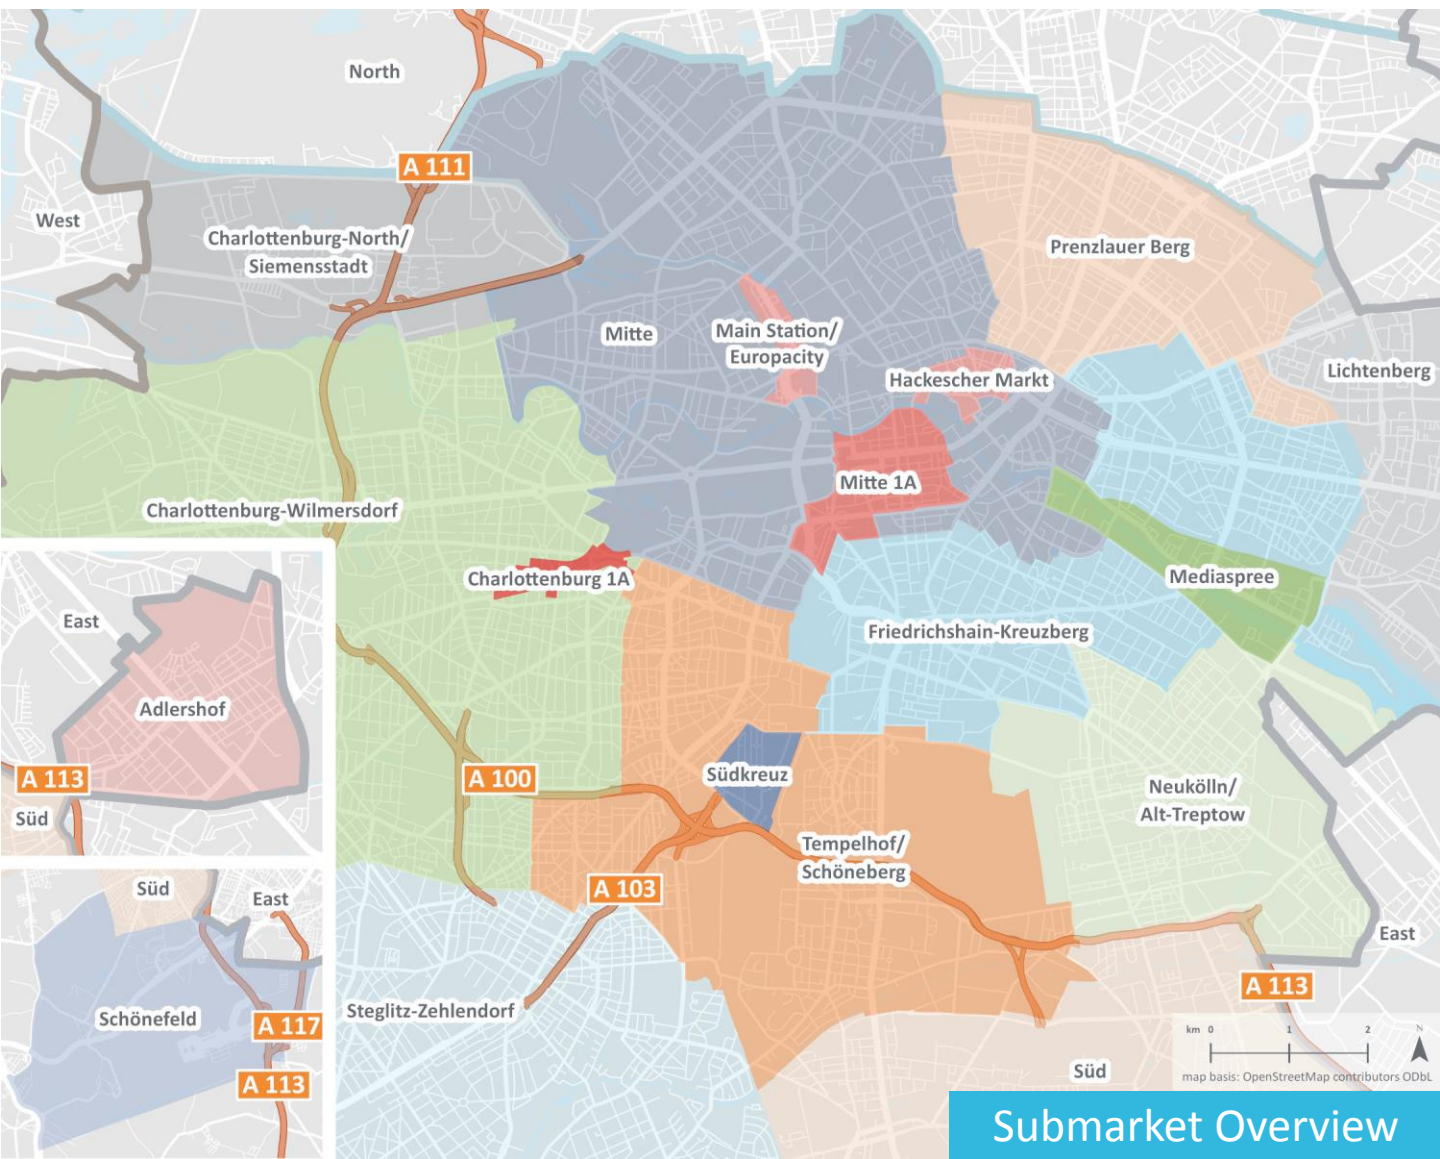 North
A 111
West
Charlottenburg-North/
Siemensstadt
Prenzlauer Berg
Mitte
Main Station/
Europacity
Lichtenberg
Hackescher Markt
Mitte 1A
Charlottenburg-Wilmersdorf
Charlottenburg 1A
Mediaspree
Friedrichshain-Kreuzberg
East
Adlershof
A 113
Süd
A 100
Südkreuz
Neukölln/
Alt-Treptow
Tempelhof/
Schöneberg
A 103
Süd
East
East
A 113
Schönefeld
A 117
A 113
Steglitz-Zehlendorf
Süd
km 0 1 2 N
map basis: OpenStreetMap contributors ODbL
Submarket Overview